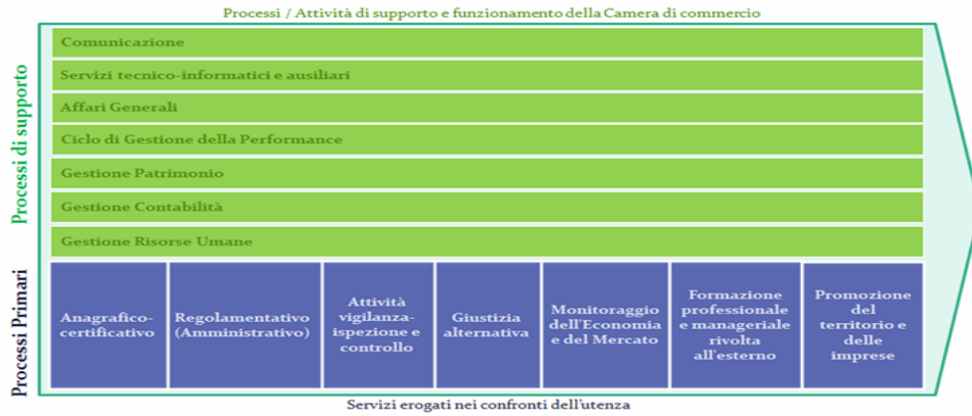 Processi / Attività di supporto e funzionamento della Camera di commercio
Processi di supporto
Comunicazione
Servizi tecnico-informatici e ausiliari
Affari Generali
Ciclo di Gestione della Performance
Gestione Patrimonio
Gestione Contabilità
Gestione Risorse Umane
Processi Primari
Anagrafico-
certificativo
Regolamentativo
(Amministrativo)
Attività
vigilanza-
ispezione e
controllo
Giustizia
alternativa
Monitoraggio
dell'Economia
e del Mercato
Formazione
professionale
e manageriale
rivolta
all'esterno
Promozione
del
territorio e
delle
imprese
Servizi erogati nei confronti dell'utenza